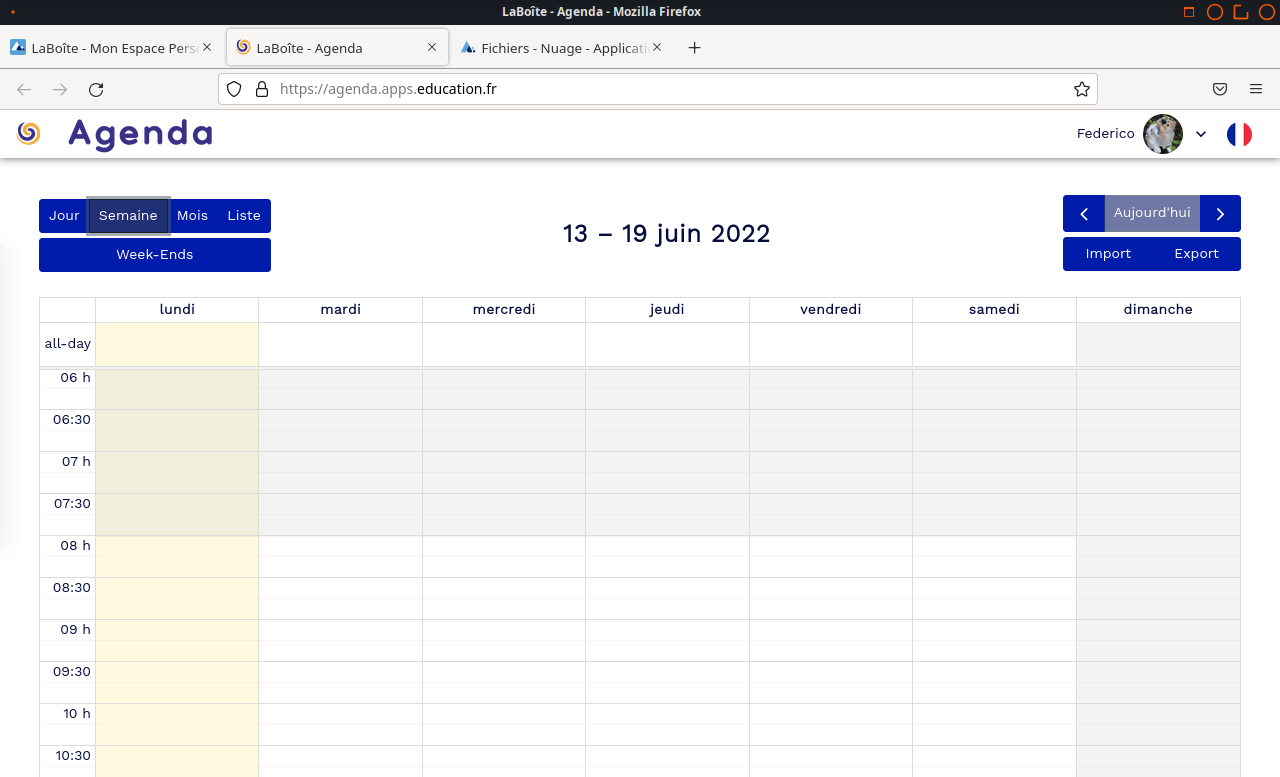 LaBoîte - Agenda - Mozilla Firefox
LaBoîte - Mon Espace Pers
LaBoîte - Agenda
Fichiers - Nuage - Applicati
https://agenda.apps.education.fr
Agenda
Federico
Jour Semaine Mois Liste
Week-Ends
13 – 19 juin 2022
Aujourd'hui
Import Export
lundi mardi mercredi jeudi vendredi samedi dimanche
all-day
06 h
06:30
07 h
07:30
08 h
08:30
09 h
09:30
10 h
10:30